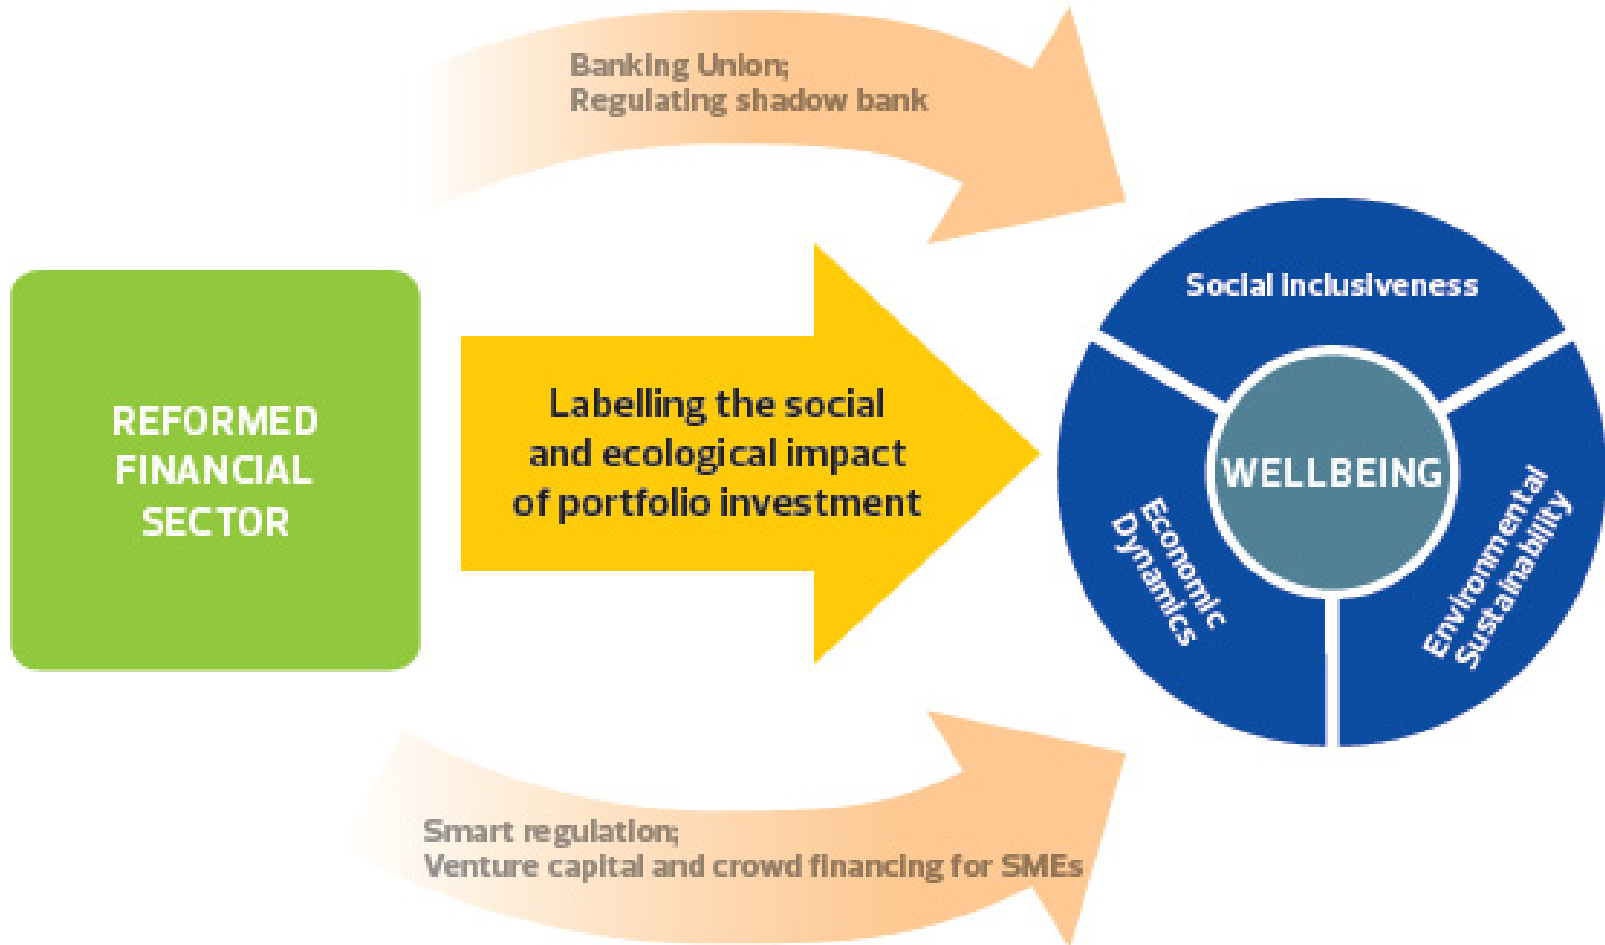 Banking Union;
Regulating shadow bank
REFORMED
FINANCIAL
SECTOR
Labelling the social
and ecological impact
of portfolio investment
Social inclusiveness
WELLBEING
Economic
Dynamics
Environmental
Sustainability
Smart regulation;
Venture capital and crowd financing for SMEs